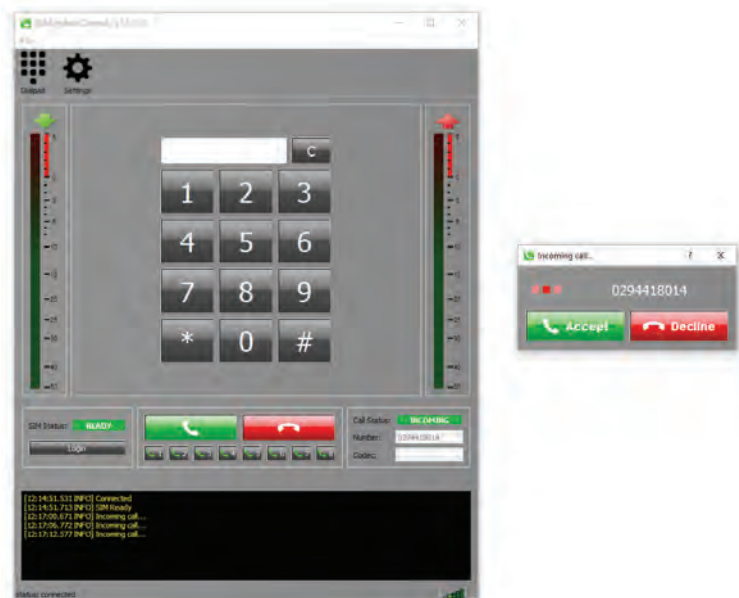 Dialpad Settings
C
1 2 3
4 5 6
7 8 9
* 0 #
SIM Status: READY
Login
Call Status: INCOMING
Number: 0294418014
Codec:
[12:14:51.531 INFO] Connected
[12:14:51.713 INFO] SIM Ready
[12:17:00.671 INFO] Incoming call...
[12:17:06.772 INFO] Incoming call...
[12:17:12.577 INFO] Incoming call...
status: connected
Incoming call... ? X
0294418014
Accept Decline